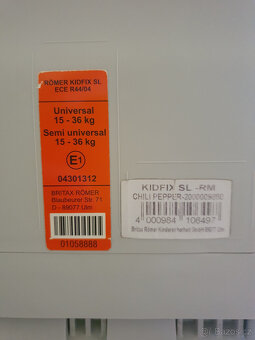 RÖMER KIDFIX SL
ECE R44/04
Universal
15 - 36 kg
Semi universal
15 - 36 kg
E1
04301312
BRITAX RÖMER
Blaubeurer Str. 71
D - 89077 Ulm
01058888
KIDFIX SL -RM
CHILI PEPPER
4 000984 106497
Britax Römer Kindersicherheit GmbH 89077 Ulm
Bazos.cz